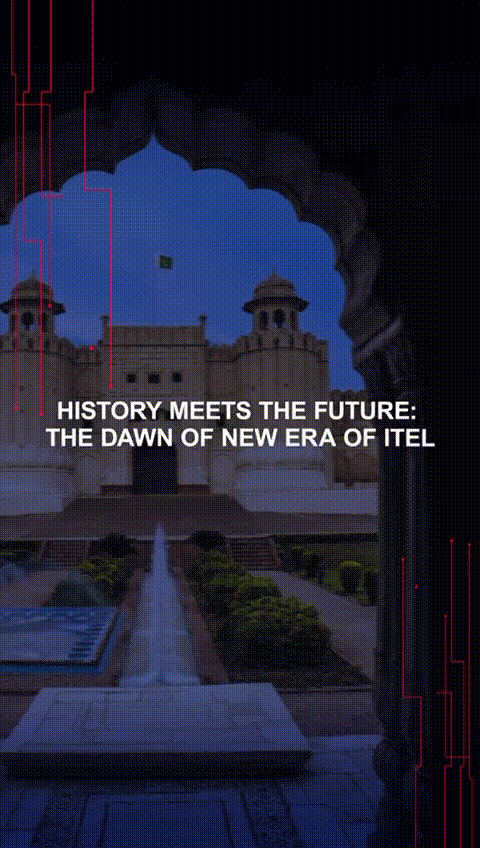 HISTORY MEETS THE FUTURE:
THE DAWN OF NEW ERA OF ITEL